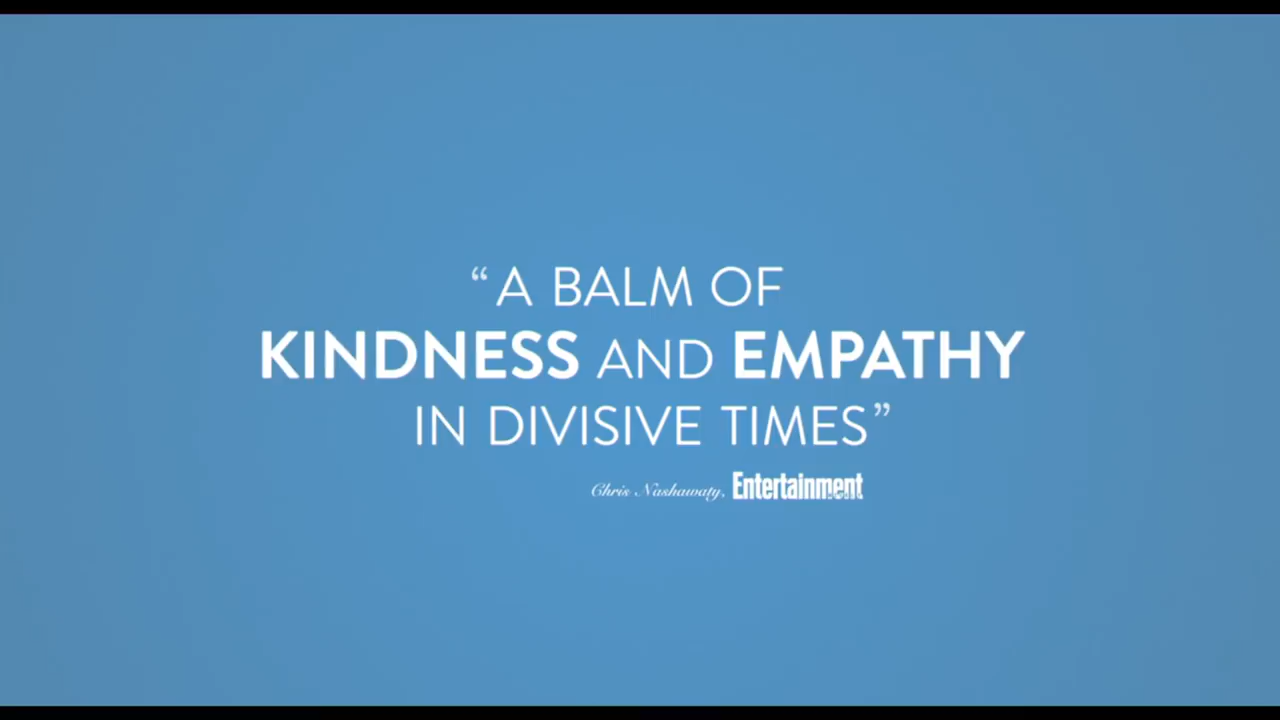 “A BALM OF
KINDNESS AND EMPATHY
IN DIVISIVE TIMES”
Chris Nashawaty, Entertainment